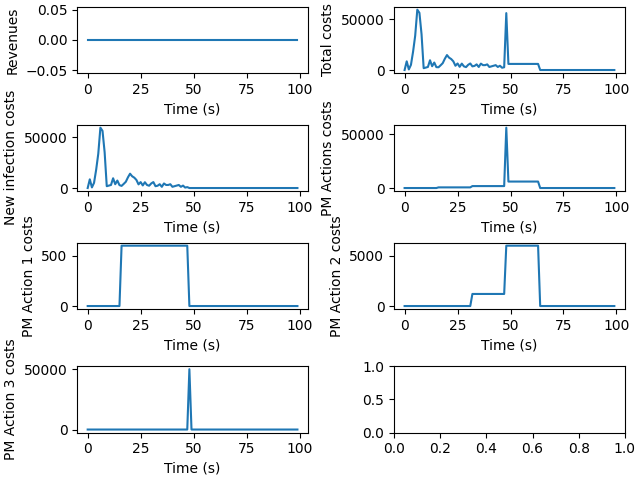 Revenues
0.05
0.00
−0.05
0 25 50 75 100
Time (s)
Total costs
50000
0
0 25 50 75 100
Time (s)
New infection costs
50000
0
0 25 50 75 100
Time (s)
PM Actions costs
50000
0
0 25 50 75 100
Time (s)
PM Action 1 costs
500
0
0 25 50 75 100
Time (s)
PM Action 2 costs
5000
0
0 25 50 75 100
Time (s)
PM Action 3 costs
50000
0
0 25 50 75 100
Time (s)
1.0
0.5
0.0
0.0 0.2 0.4 0.6 0.8 1.0